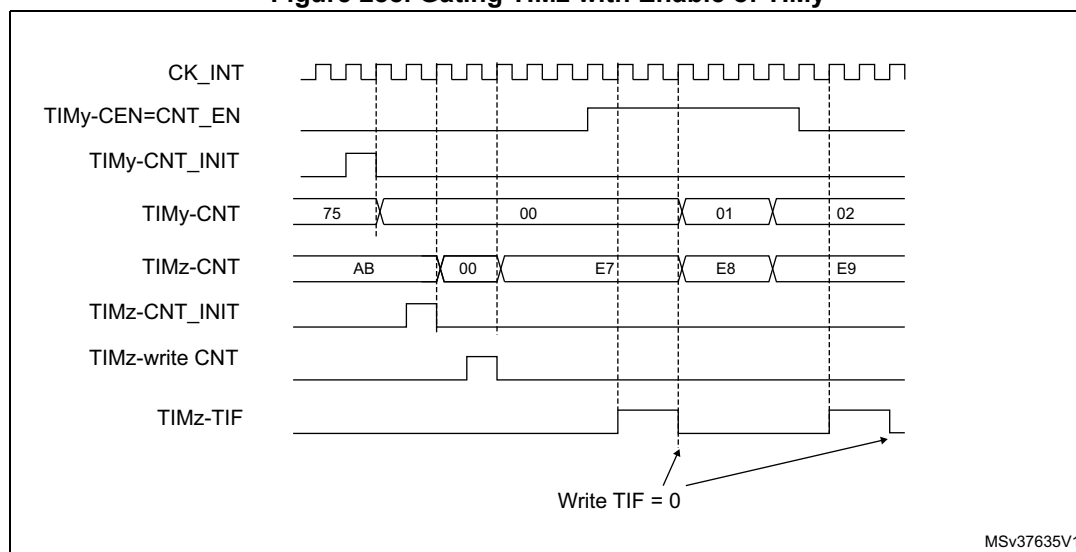 CK_INT
TIMy-CEN=CNT_EN
TIMy-CNT_INIT
TIMy-CNT 75 00 01 02
TIMz-CNT AB 00 E7 E8 E9
TIMz-CNT_INIT
TIMz-write CNT
TIMz-TIF
Write TIF = 0
MSv37635V1